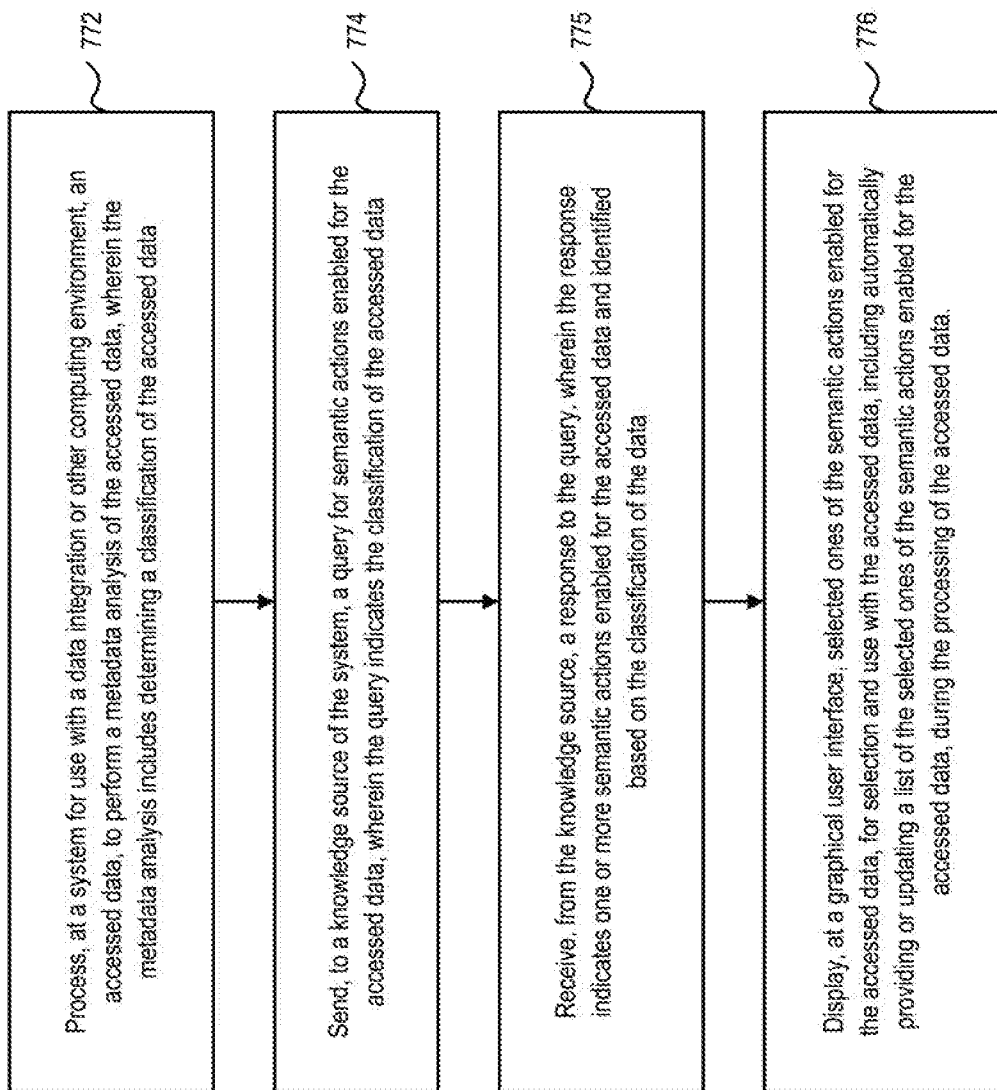 Process, at a system for use with a data integration or other computing environment, an
accessed data, to perform a metadata analysis of the accessed data, wherein the
metadata analysis includes determining a classification of the accessed data
772
Send, to a knowledge source of the system, a query for semantic actions enabled for the
accessed data, wherein the query indicates the classification of the accessed data
774
Receive, from the knowledge source, a response to the query, wherein the response
indicates one or more semantic actions enabled for the accessed data and identified
based on the classification of the data
775
Display, at a graphical user interface, selected ones of the semantic actions enabled for
the accessed data, for selection and use with the accessed data, including automatically
providing or updating a list of the selected ones of the semantic actions enabled for the
accessed data, during the processing of the accessed data.
776